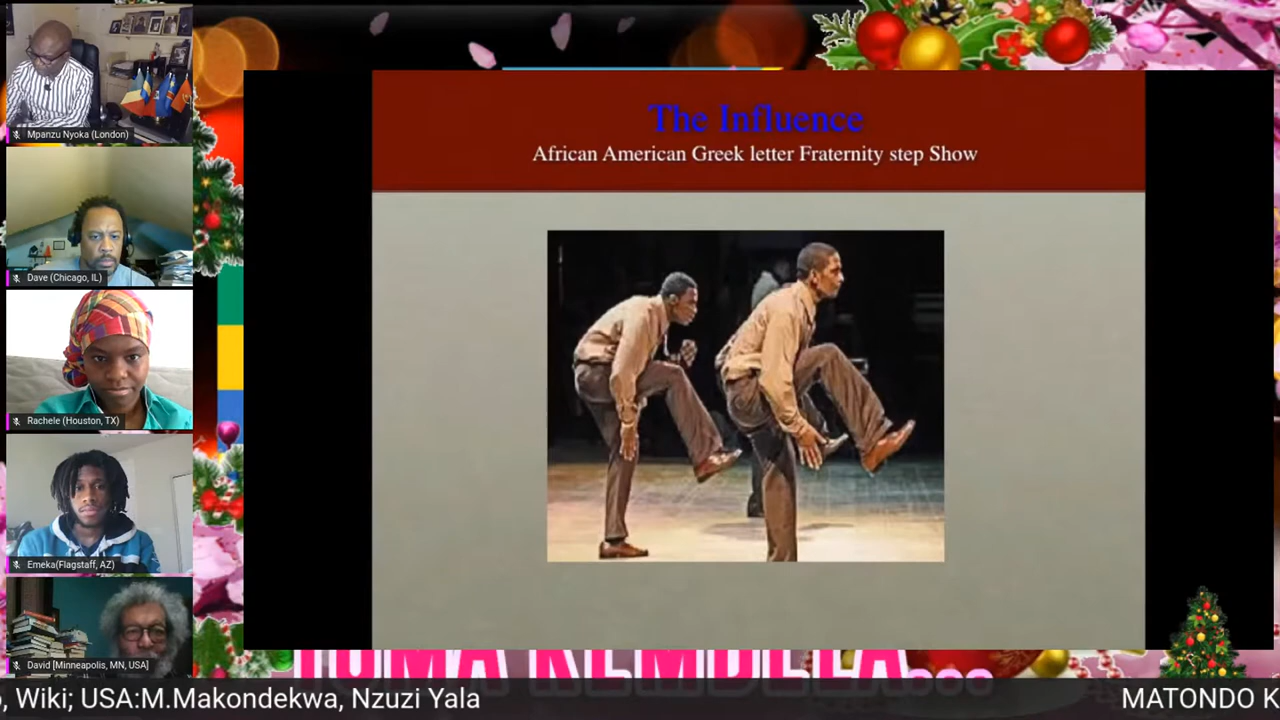 The Influence
African American Greek letter Fraternity step Show
Mpanzu Nyoka (London)
Dave (Chicago, IL)
Rachele (Houston, TX)
Emeka(Flagstaff, AZ)
David [Minneapolis, MN, USA]
, Wiki; USA:M.Makondekwa, Nzuzi Yala
MATONDO K